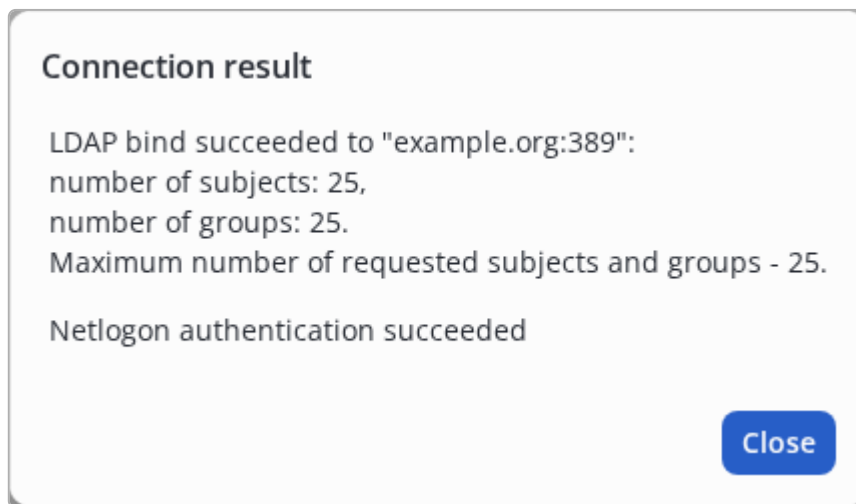 Connection result
LDAP bind succeeded to "example.org:389":
number of subjects: 25,
number of groups: 25.
Maximum number of requested subjects and groups - 25.
Netlogon authentication succeeded
Close